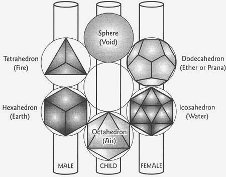 Sphere
(Void)
Tetrahedron
(Fire)
Dodecahedron
(Ether or Prana)
Hexahedron
(Earth)
Icosahedron
(Water)
Octahedron
(Air)
MALE
CHILD
FEMALE